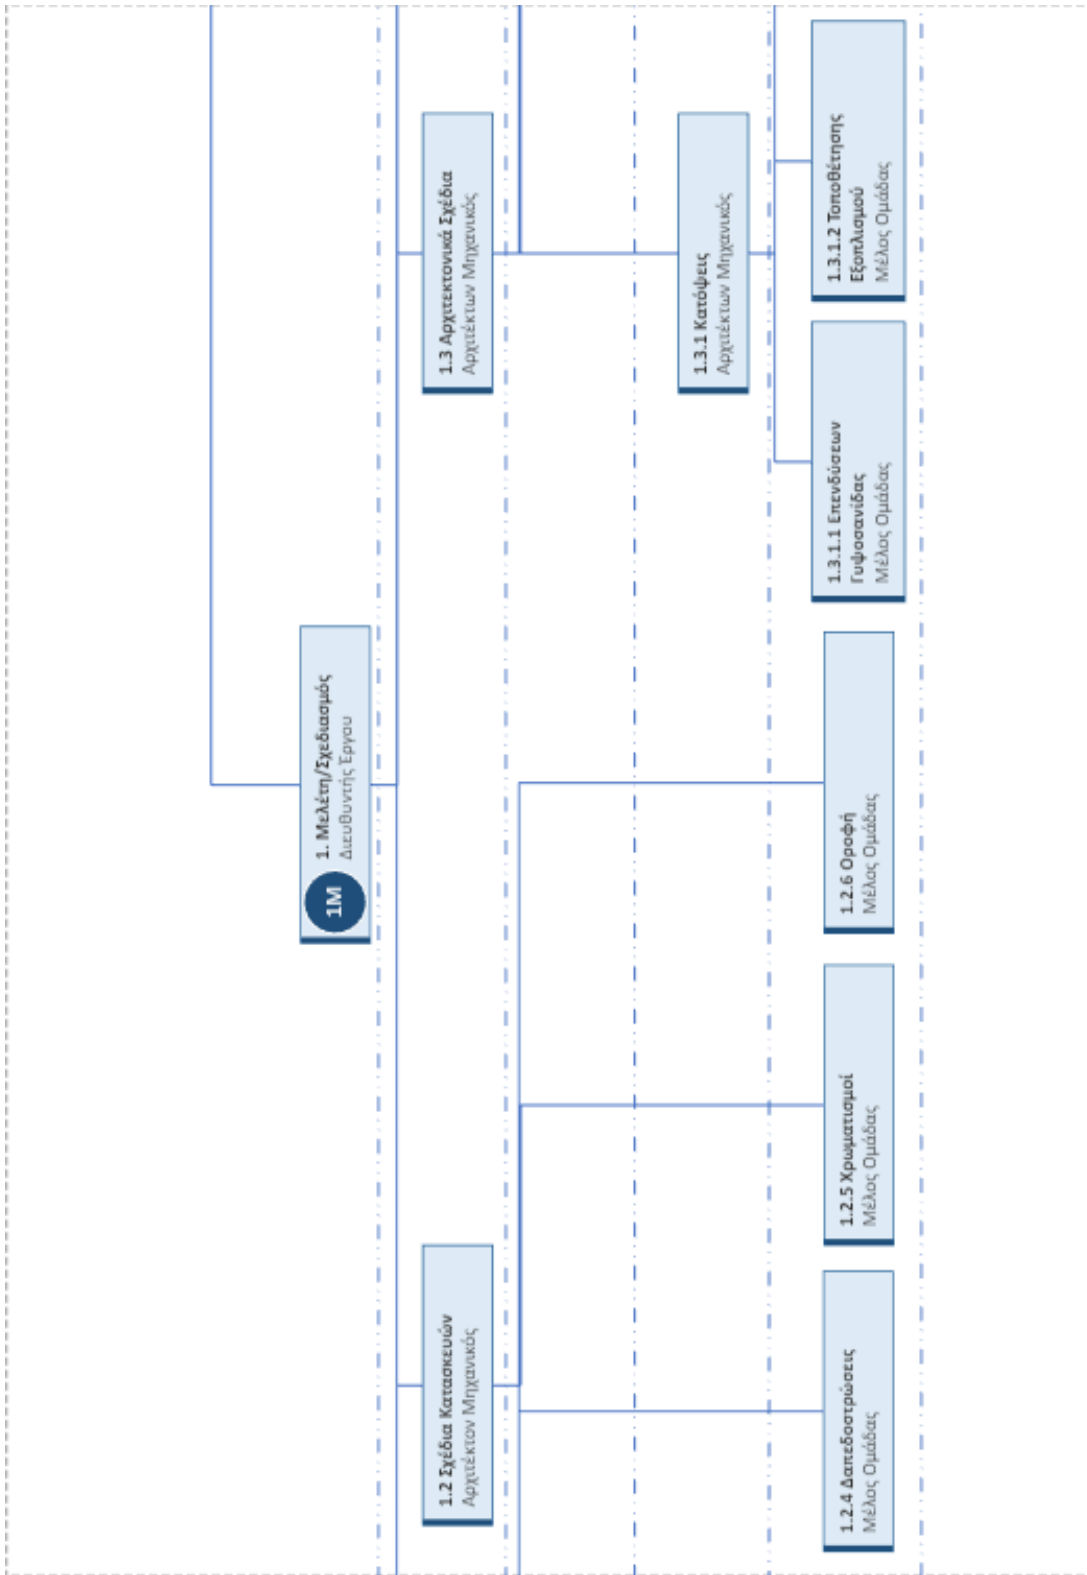 1M
1. Μελέτη/Σχεδιασμός
Διευθυντής Έργου
1.2 Σχέδια Κατασκευών
Αρχιτέκτον Μηχανικός
1.3 Αρχιτεκτονικά Σχέδια
Αρχιτέκτων Μηχανικός
1.3.1 Κατόψεις
Αρχιτέκτων Μηχανικός
1.2.4 Δαπεδοστρώσεις
Μέλος Ομάδας
1.2.5 Χρωματισμοί
Μέλος Ομάδας
1.2.6 Οροφή
Μέλος Ομάδας
1.3.1.1 Επενδύσεων
Γυψοσανίδας
Μέλος Ομάδας
1.3.1.2 Τοποθέτησης
Εξοπλισμού
Μέλος Ομάδας